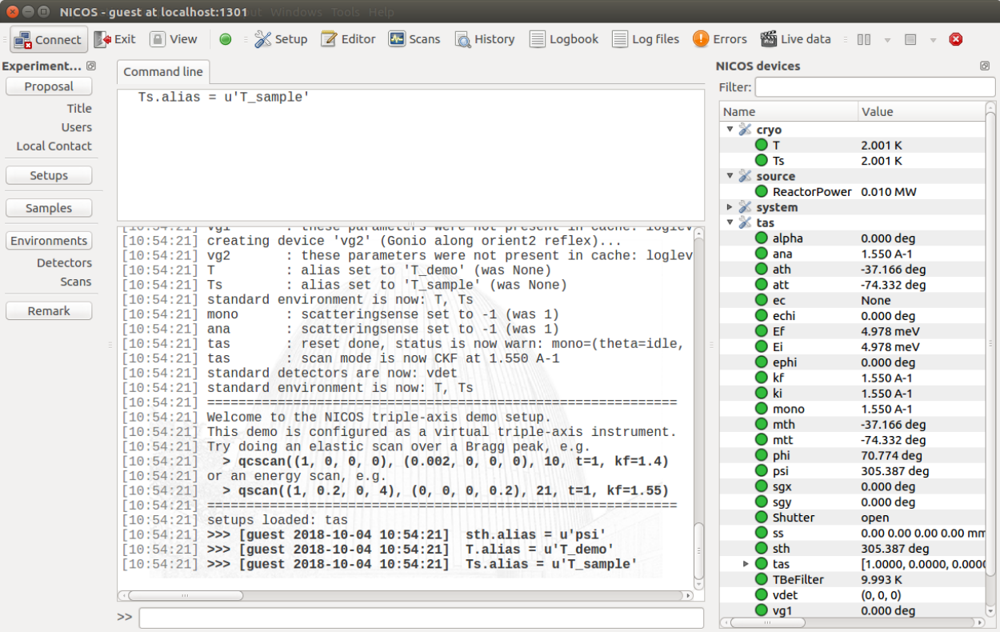 NICOS - guest at localhost:1301 ut Windows Tools Help
Connect Exit View Setup Editor Scans History Logbook Log files Errors Live data
Experiment...
Proposal
Title
Users
Local Contact
Setups
Samples
Environments
Detectors
Scans
Remark
Command line
Ts.alias = u'T_sample'
[10:54:21] vg1 : these parameters were not present in cache: loglev
[10:54:21] creating device 'vg2' (Gonio along orient2 reflex)...
[10:54:21] vg2 : these parameters were not present in cache: loglev
[10:54:21] T : alias set to 'T_demo' (was None)
[10:54:21] Ts : alias set to 'T_sample' (was None)
[10:54:21] standard environment is now: T, Ts
[10:54:21] mono : scatteringsense set to -1 (was 1)
[10:54:21] ana : scatteringsense set to -1 (was 1)
[10:54:21] tas : reset done, status is now warn: mono=(theta=idle,
[10:54:21] tas : scan mode is now CKF at 1.550 A-1
[10:54:21] standard detectors are now: vdet
[10:54:21] standard environment is now: T, Ts
[10:54:21] ============================================================
[10:54:21] Welcome to the NICOS triple-axis demo setup.
[10:54:21] This demo is configured as a virtual triple-axis instrument.
[10:54:21] Try doing an elastic scan over a Bragg peak, e.g.
[10:54:21] > qcscan((1, 0, 0, 0), (0.002, 0, 0, 0), 10, t=1, kf=1.4)
[10:54:21] or an energy scan, e.g.
[10:54:21] > qscan((1, 0.2, 0, 4), (0, 0, 0, 0.2), 21, t=1, kf=1.55)
[10:54:21] ============================================================
[10:54:21] setups loaded: tas
[10:54:21] >>> [guest 2018-10-04 10:54:21] sth.alias = u'psi'
[10:54:21] >>> [guest 2018-10-04 10:54:21] T.alias = u'T_demo'
[10:54:21] >>> [guest 2018-10-04 10:54:21] Ts.alias = u'T_sample'
>>
NICOS devices
Filter:
Name Value
cryo
T 2.001 K
Ts 2.001 K
source
ReactorPower 0.010 MW
system
tas
alpha 0.000 deg
ana 1.550 A-1
ath -37.166 deg
att -74.332 deg
ec None
echi 0.000 deg
Ef 4.978 meV
Ei 4.978 meV
ephi 0.000 deg
kf 1.550 A-1
ki 1.550 A-1
mono 1.550 A-1
mth -37.166 deg
mtt -74.332 deg
phi 70.774 deg
psi 305.387 deg
sgx 0.000 deg
sgy 0.000 deg
Shutter open
ss 0.00 0.00 0.00 0.00 mm
sth 305.387 deg
tas [1.0000, 0.0000, 0.0000
TBeFilter 9.993 K
vdet (0, 0, 0)
vg1 0.000 deg